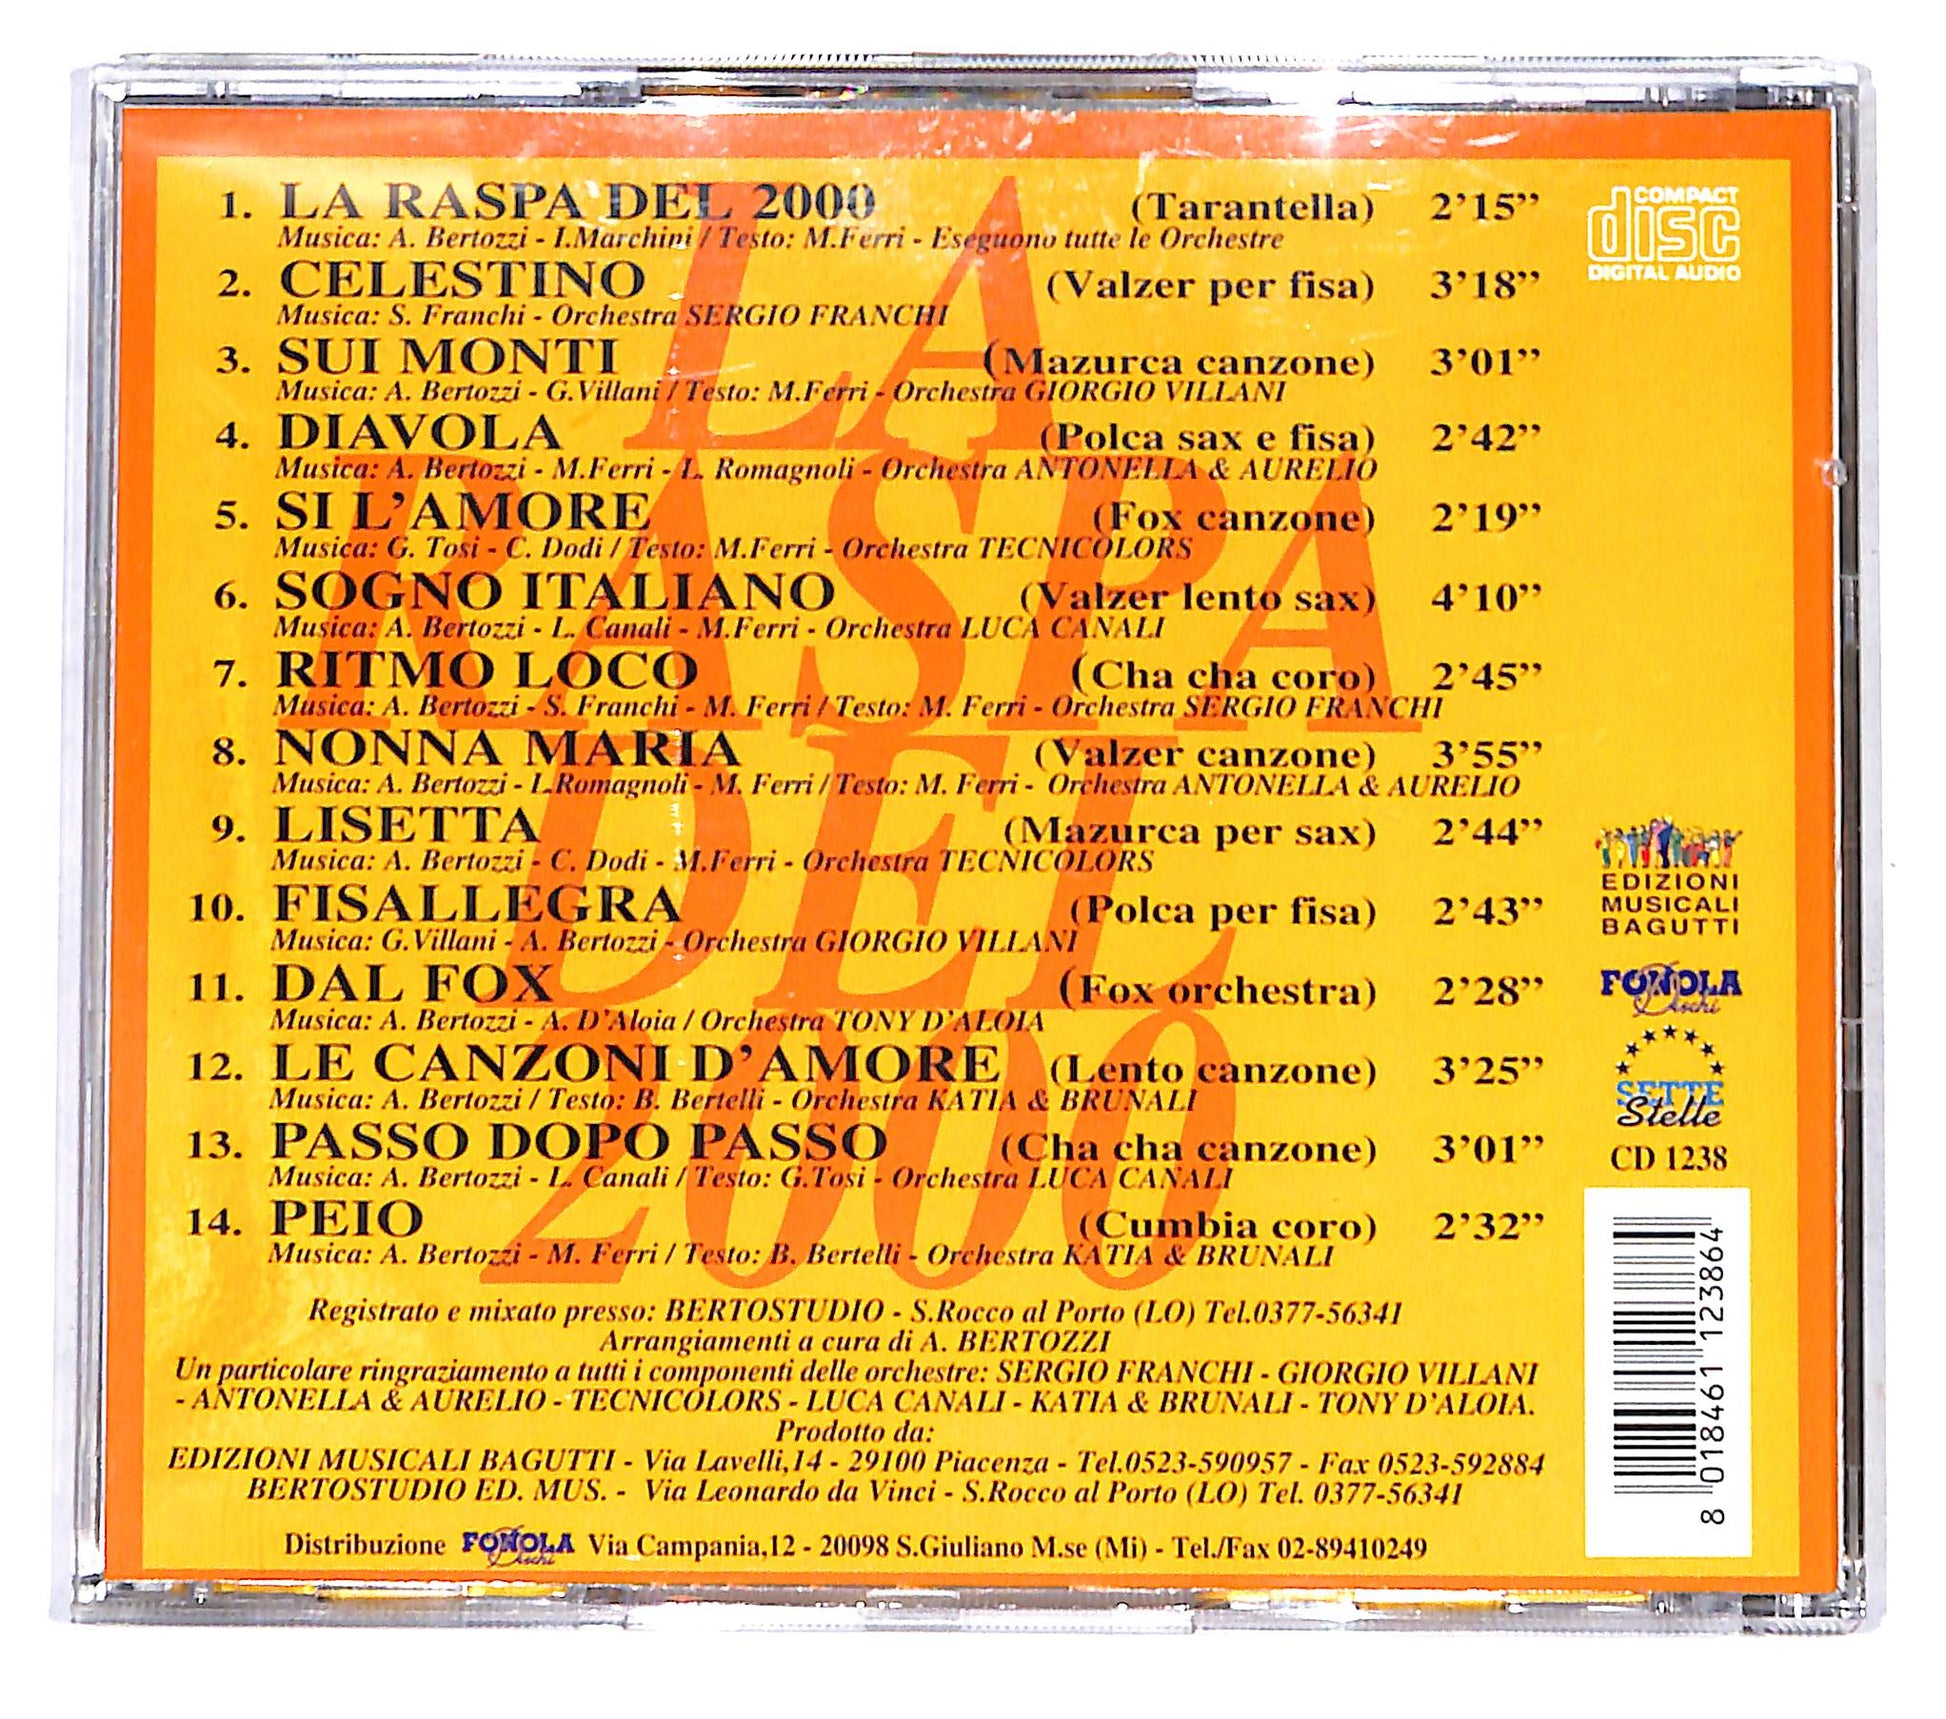 1. LA RASPA DEL 2000 (Tarantella) 2’15”
Musica: A. Bertozzi - I.Marchini / Testo: M.Ferri - Eseguono tutte le Orchestre
2. CELESTINO (Valzer per fisa) 3’18”
Musica: S. Franchi - Orchestra SERGIO FRANCHI
3. SUI MONTI (Mazurca canzone) 3’01”
Musica: A. Bertozzi - G.Villani / Testo: M.Ferri - Orchestra GIORGIO VILLANI
4. DIAVOLA (Polca sax e fisa) 2’42”
Musica: A. Bertozzi - M.Ferri - L. Romagnoli - Orchestra ANTONELLA & AURELIO
5. SI L’AMORE (Fox canzone) 2’19”
Musica: G. Tosi - C. Dodi / Testo: M.Ferri - Orchestra TECNICOLORS
6. SOGNO ITALIANO (Valzer lento sax) 4’10”
Musica: A. Bertozzi - L. Canali - M.Ferri - Orchestra LUCA CANALI
7. RITMO LOCO (Cha cha coro) 2’45”
Musica: A. Bertozzi - S. Franchi - M. Ferri / Testo: M. Ferri - Orchestra SERGIO FRANCHI
8. NONNA MARIA (Valzer canzone) 3’55”
Musica: A. Bertozzi - L.Romagnoli - M. Ferri / Testo: M. Ferri - Orchestra ANTONELLA & AURELIO
9. LISETTA (Mazurca per sax) 2’44”
Musica: A. Bertozzi - C. Dodi - M.Ferri - Orchestra TECNICOLORS
10. FISALLEGRA (Polca per fisa) 2’43”
Musica: G.Villani - A. Bertozzi - Orchestra GIORGIO VILLANI
11. DAL FOX (Fox orchestra) 2’28”
Musica: A. Bertozzi - A. D’Aloia / Orchestra TONY D’ALOIA
12. LE CANZONI D’AMORE (Lento canzone) 3’25”
Musica: A. Bertozzi / Testo: B. Bertelli - Orchestra KATIA & BRUNALI
13. PASSO DOPO PASSO (Cha cha canzone) 3’01”
Musica: A. Bertozzi - L. Canali / Testo: G.Tosi - Orchestra LUCA CANALI
14. PEIO (Cumbia coro) 2’32”
Musica: A. Bertozzi - M. Ferri / Testo: B. Bertelli - Orchestra KATIA & BRUNALI
Registrato e mixato presso: BERTOSTUDIO - S.Rocco al Porto (LO) Tel.0377-56341
Arrangiamenti a cura di A. BERTOZZI
Un particolare ringraziamento a tutti i componenti delle orchestre: SERGIO FRANCHI - GIORGIO VILLANI
- ANTONELLA & AURELIO - TECNICOLORS - LUCA CANALI - KATIA & BRUNALI - TONY D’ALOIA.
Prodotto da:
EDIZIONI MUSICALI BAGUTTI - Via Lavelli,14 - 29100 Piacenza - Tel.0523-590957 - Fax 0523-592884
BERTOSTUDIO ED. MUS. - Via Leonardo da Vinci - S.Rocco al Porto (LO) Tel. 0377-56341
Distribuzione FONOLA Dischi Via Campania,12 - 20098 S.Giuliano M.se (Mi) - Tel./Fax 02-89410249
LA
RASPA
DEL
2000
COMPACT
disc
DIGITAL AUDIO
EDIZIONI
MUSICALI
BAGUTTI
FONOLA
Dischi
SETTE
Stelle
CD 1238
8 018461 123864